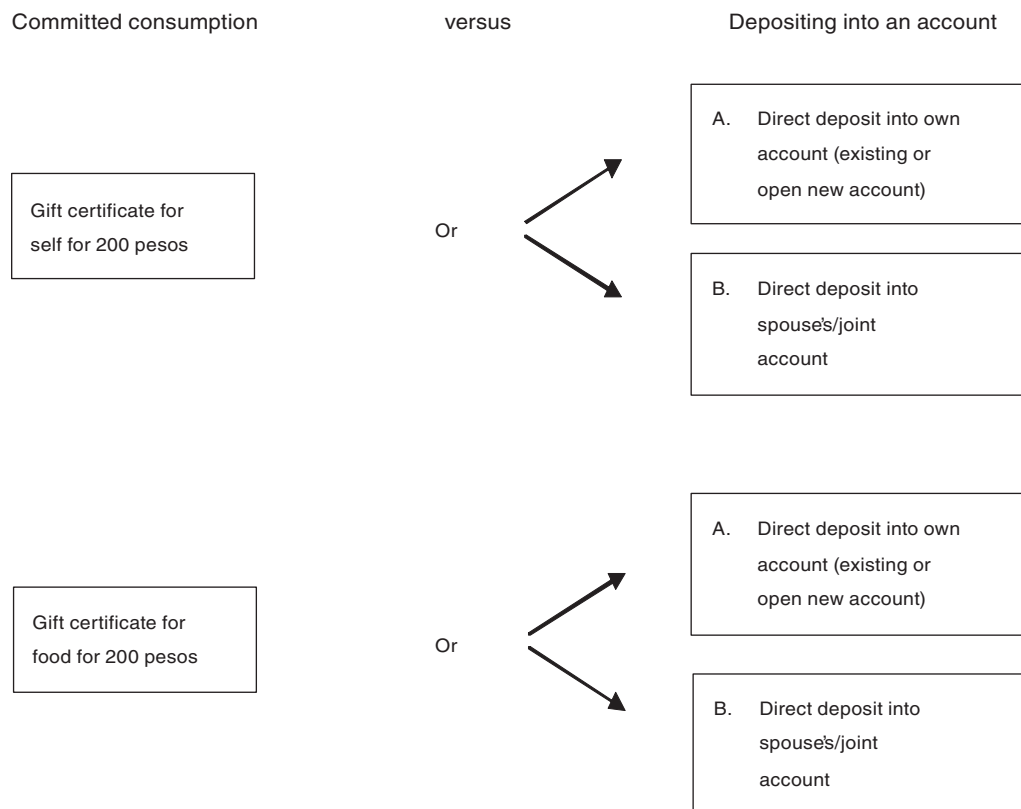 Committed consumption versus Depositing into an account
A. Direct deposit into own
account (existing or
open new account)
Gift certificate for
self for 200 pesos
Or
B. Direct deposit into
spouse's/joint
account
A. Direct deposit into own
account (existing or
open new account)
Gift certificate for
food for 200 pesos
Or
B. Direct deposit into
spouse's/joint
account